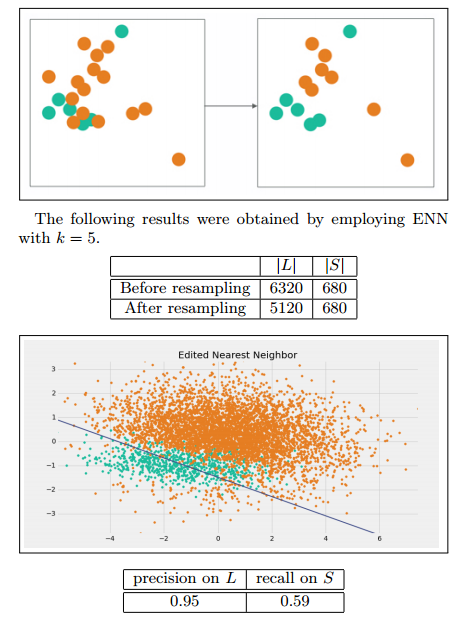 The following results were obtained by employing ENN
with k = 5.
|L| |S|
Before resampling 6320 680
After resampling 5120 680
Edited Nearest Neighbor
3
2
1
0
−1
−2
−3
−4 −2 0 2 4 6
precision on L recall on S
0.95 0.59